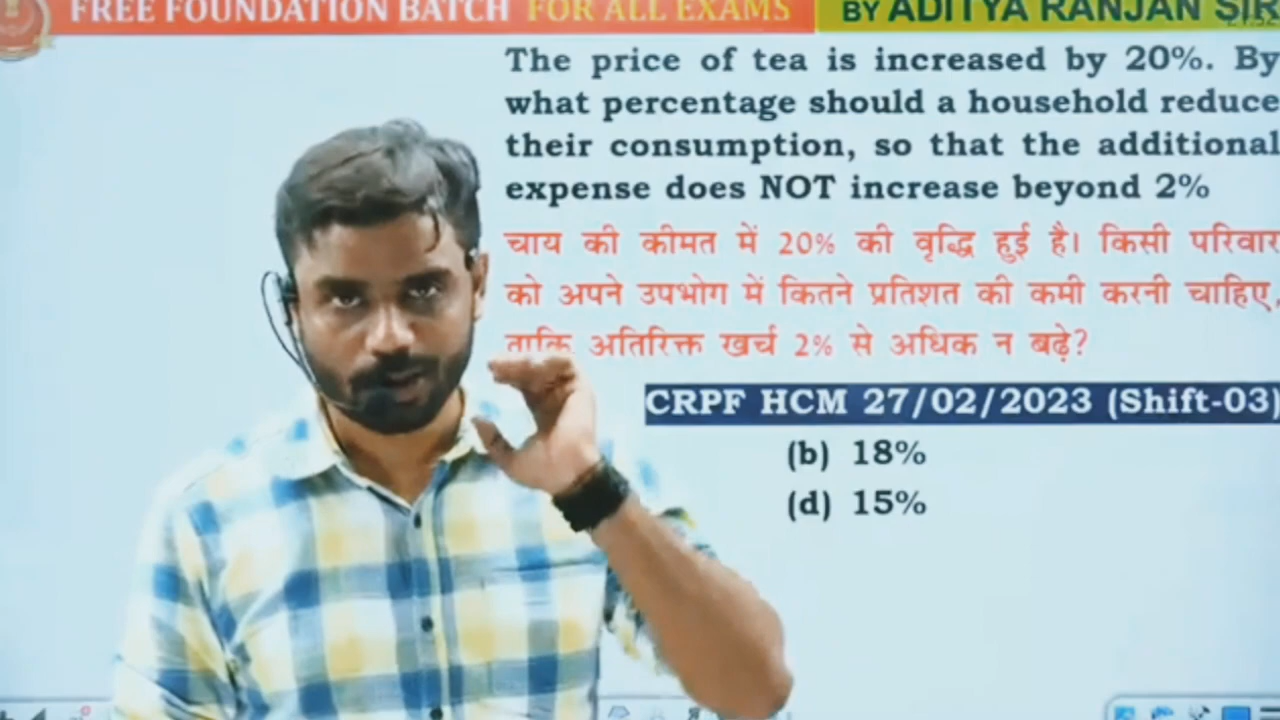 FREE FOUNDATION BATCH FOR ALL EXAMS BY ADITYA RANJAN SIR
The price of tea is increased by 20%. By
what percentage should a household reduce
their consumption, so that the additional
expense does NOT increase beyond 2%
चाय की कीमत में 20% की वृद्धि हुई है। किसी परिवार
को अपने उपभोग में कितने प्रतिशत की कमी करनी चाहिए,
ताकि अतिरिक्त खर्च 2% से अधिक न बढ़े?
CRPF HCM 27/02/2023 (Shift-03)
(b) 18%
(d) 15%